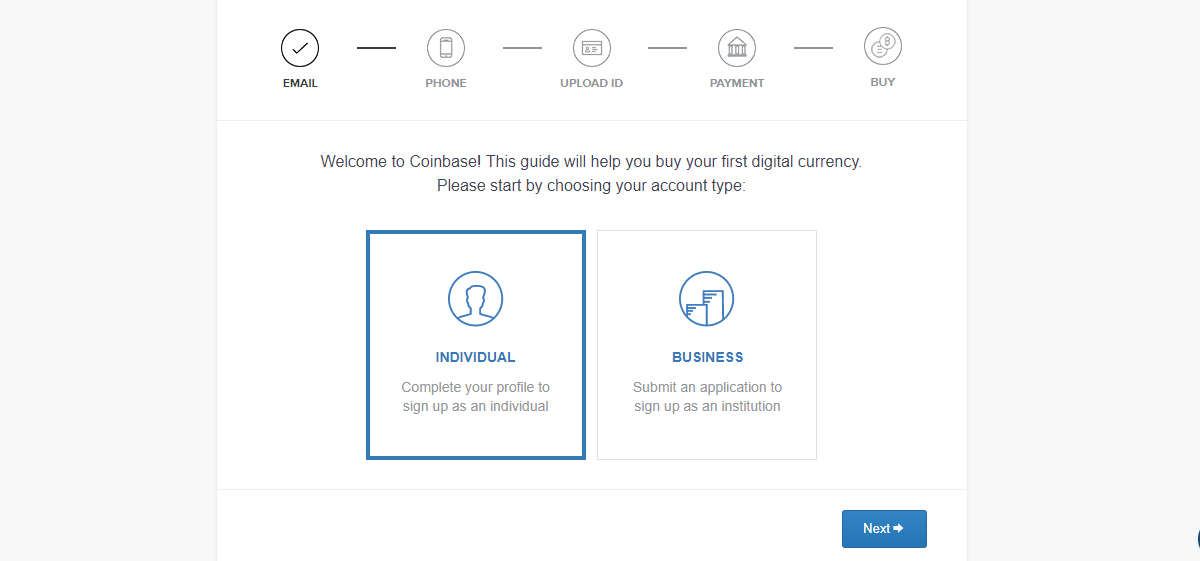 EMAIL
PHONE
UPLOAD ID
PAYMENT
BUY
Welcome to Coinbase! This guide will help you buy your first digital currency.
Please start by choosing your account type:
INDIVIDUAL
Complete your profile to
sign up as an individual
BUSINESS
Submit an application to
sign up as an institution
Next